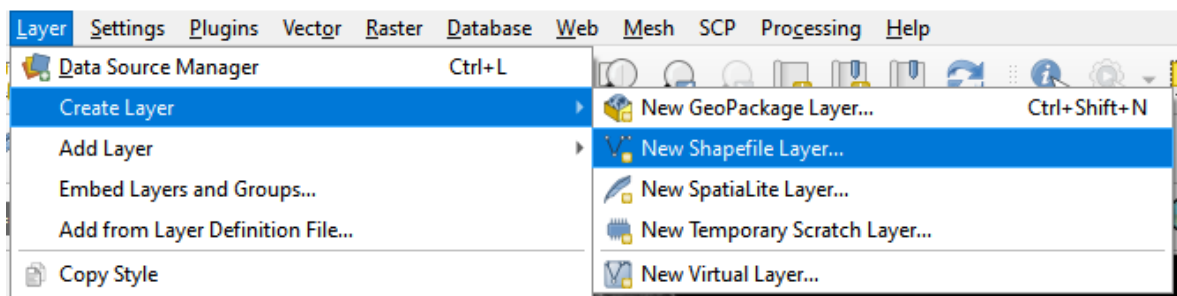 Layer Settings Plugins Vector Raster Database Web Mesh SCP Processing Help
Data Source Manager Ctrl+L
Create Layer
Add Layer
Embed Layers and Groups...
Add from Layer Definition File...
Copy Style
New GeoPackage Layer... Ctrl+Shift+N
New Shapefile Layer...
New SpatiaLite Layer...
New Temporary Scratch Layer...
New Virtual Layer...